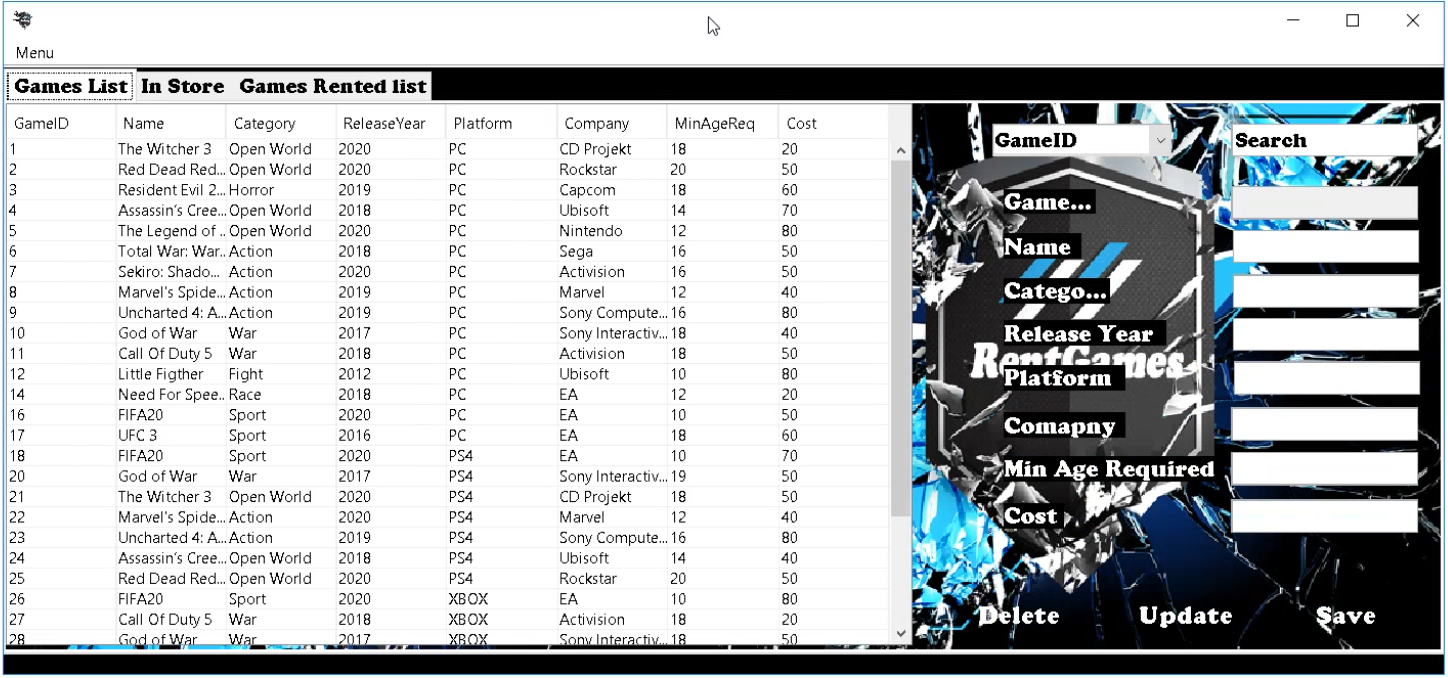 Menu
Games List In Store Games Rented list
GameID Name Category ReleaseYear Platform Company MinAgeReq Cost
1 The Witcher 3 Open World 2020 PC CD Projekt 18 20
2 Red Dead Red... Open World 2020 PC Rockstar 20 50
3 Resident Evil 2... Horror 2019 PC Capcom 18 60
4 Assassin's Cree... Open World 2018 PC Ubisoft 14 70
5 The Legend of ... Open World 2020 PC Nintendo 12 80
6 Total War: War... Action 2018 PC Sega 16 50
7 Sekiro: Shado... Action 2020 PC Activision 16 50
8 Marvel's Spide... Action 2019 PC Marvel 12 40
9 Uncharted 4: A... Action 2019 PC Sony Compute... 16 80
10 God of War War 2017 PC Sony Interactiv... 18 40
11 Call Of Duty 5 War 2018 PC Activision 18 50
12 Little Figther Fight 2012 PC Ubisoft 10 80
14 Need For Spee... Race 2018 PC EA 12 20
16 FIFA20 Sport 2020 PC EA 10 50
17 UFC 3 Sport 2016 PC EA 18 60
18 FIFA20 Sport 2020 PS4 EA 10 70
20 God of War War 2017 PS4 Sony Interactiv... 19 50
21 The Witcher 3 Open World 2020 PS4 CD Projekt 18 50
22 Marvel's Spide... Action 2020 PS4 Marvel 12 40
23 Uncharted 4: A... Action 2019 PS4 Sony Compute... 16 80
24 Assassin's Cree... Open World 2018 PS4 Ubisoft 14 40
25 Red Dead Red... Open World 2020 PS4 Rockstar 20 50
26 FIFA20 Sport 2020 XBOX EA 10 80
27 Call Of Duty 5 War 2018 XBOX Activision 18 20
28 God of War War 2017 XBOX Sony Interactiv... 18 50
GameID Search
Game...
Name
Catego...
Release Year
RentGames
Platform
Comapny
Min Age Required
Cost
Delete Update Save